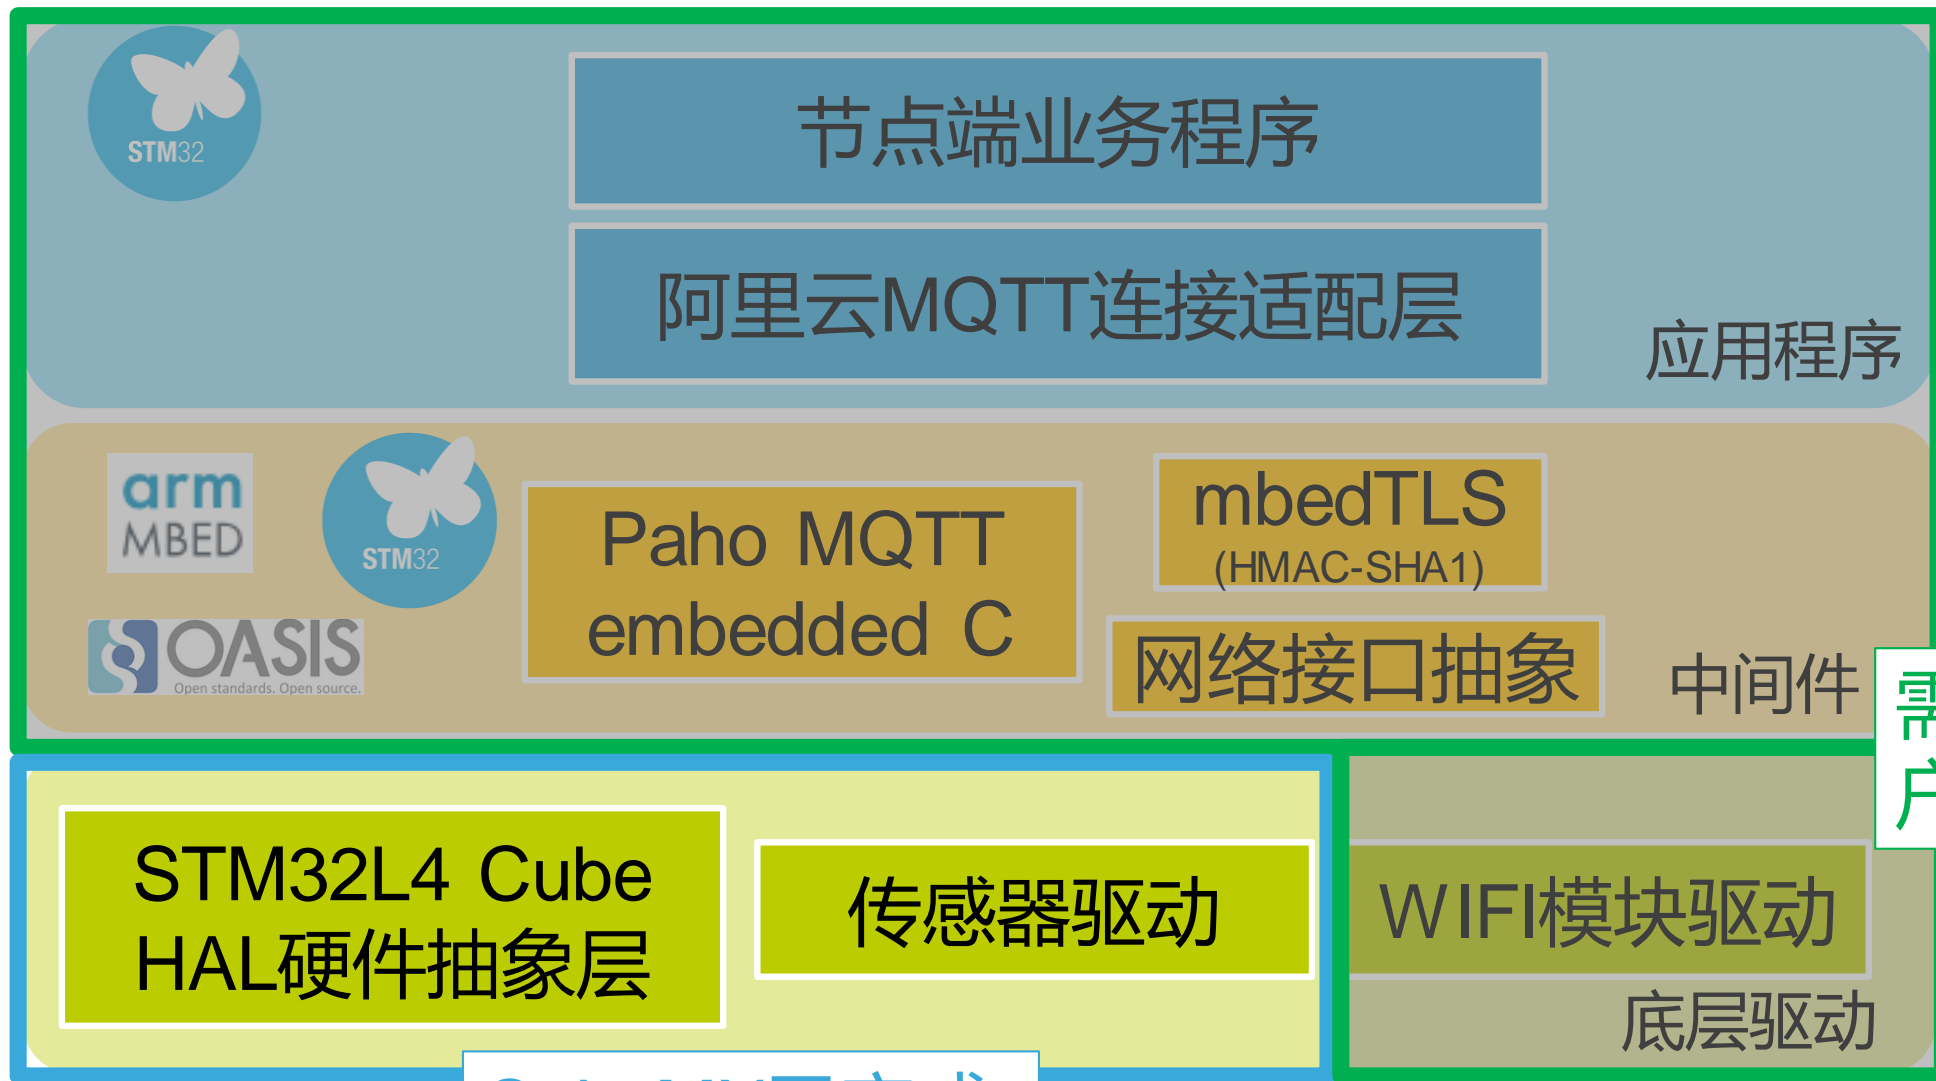 STM32
节点端业务程序
阿里云MQTT连接适配层
应用程序
arm
MBED
STM32
OASIS
Open standards. Open source.
Paho MQTT
embedded C
mbedTLS
(HMAC-SHA1)
网络接口抽象
中间件
需
户
STM32L4 Cube
HAL硬件抽象层
传感器驱动
WIFI模块驱动
底层驱动